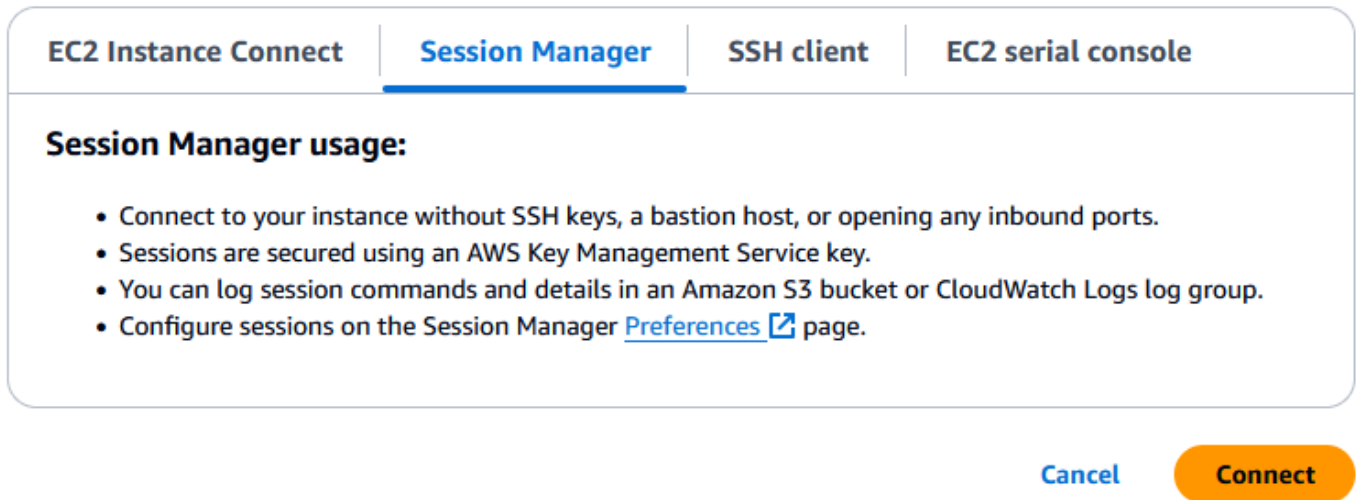 EC2 Instance Connect
Session Manager
SSH client
EC2 serial console
Session Manager usage:
• Connect to your instance without SSH keys, a bastion host, or opening any inbound ports.
• Sessions are secured using an AWS Key Management Service key.
• You can log session commands and details in an Amazon S3 bucket or CloudWatch Logs log group.
• Configure sessions on the Session Manager Preferences page.
Cancel
Connect